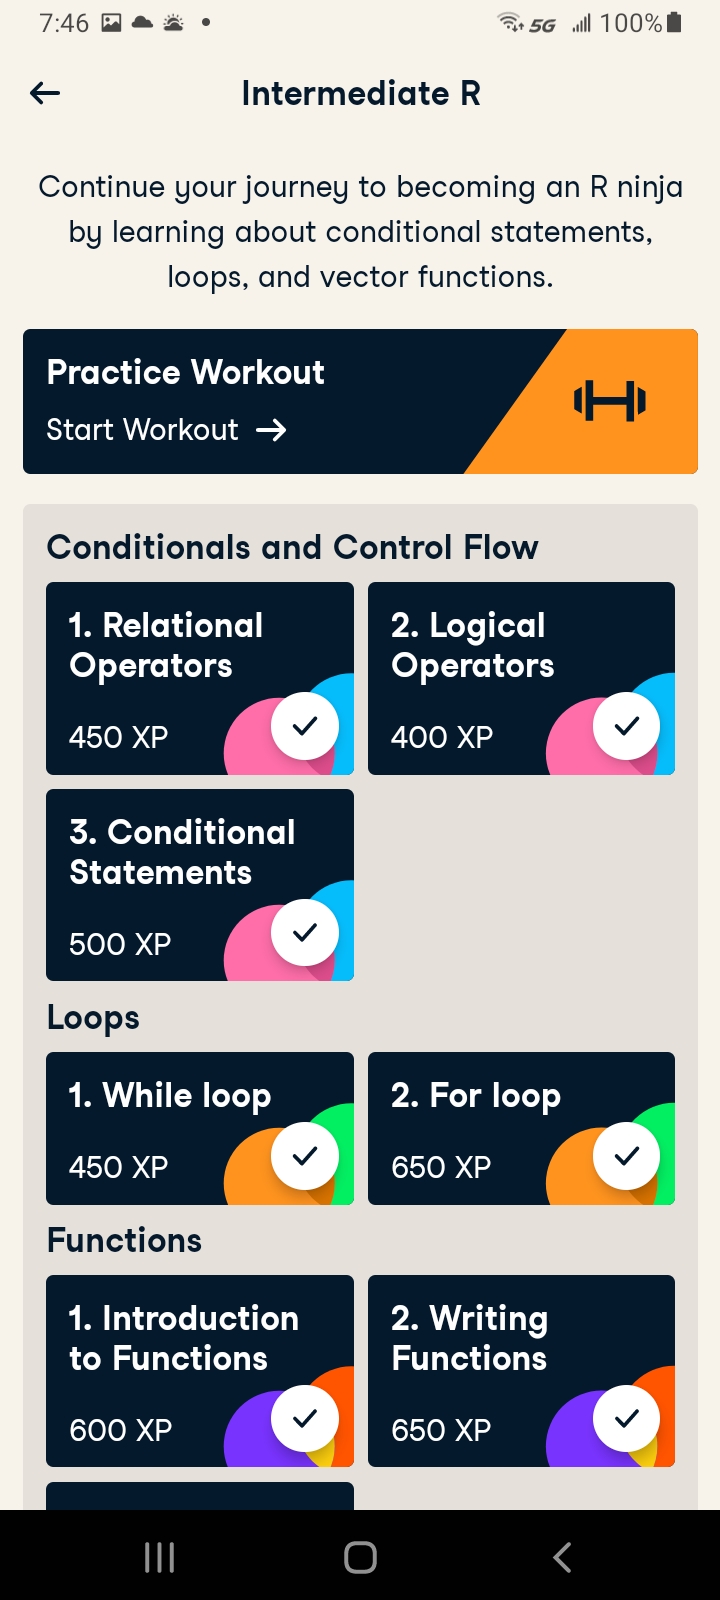 7:46 5G 100%
Intermediate R
Continue your journey to becoming an R ninja
by learning about conditional statements,
loops, and vector functions.
Practice Workout
Start Workout
Conditionals and Control Flow
1. Relational
Operators
450 XP
2. Logical
Operators
400 XP
3. Conditional
Statements
500 XP
Loops
1. While loop
450 XP
2. For loop
650 XP
Functions
1. Introduction
to Functions
600 XP
2. Writing
Functions
650 XP